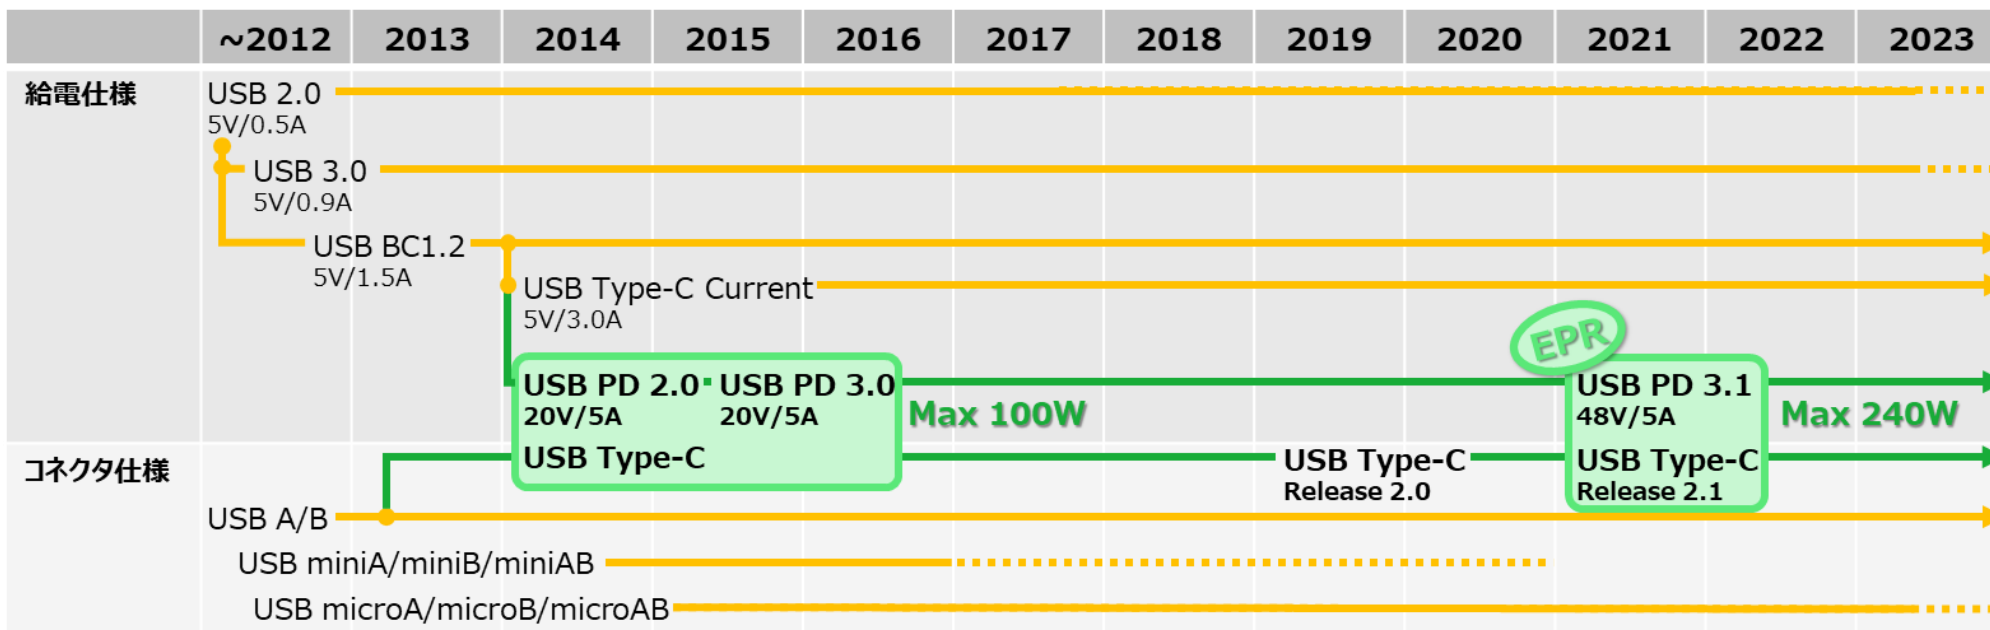 ~2012 2013 2014 2015 2016 2017 2018 2019 2020 2021 2022 2023
給電仕様
USB 2.0
5V/0.5A
USB 3.0
5V/0.9A
USB BC1.2
5V/1.5A
USB Type-C Current
5V/3.0A
EPR
USB PD 2.0 USB PD 3.0 USB PD 3.1
20V/5A 20V/5A Max 100W 48V/5A Max 240W
コネクタ仕様
USB Type-C USB Type-C USB Type-C
Release 2.0 Release 2.1
USB A/B
USB miniA/miniB/miniAB
USB microA/microB/microAB